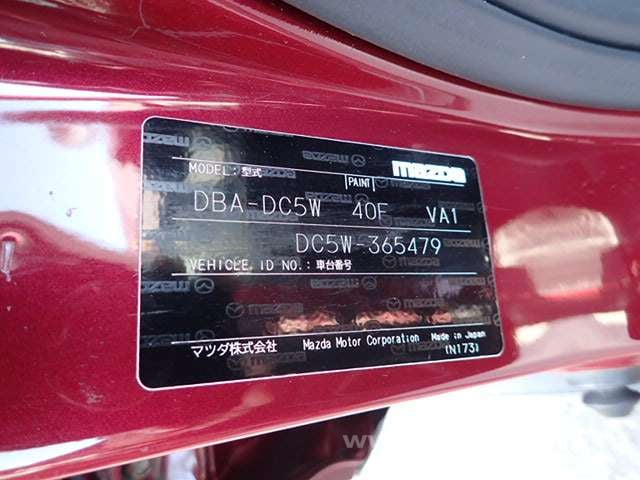 mazda
MODEL:型式
PAINT
DBA-DC5W 40F VA1
DC5W-365479
VEHICLE ID NO.:車台番号
マツダ株式会社 Mazda Motor Corporation Made in Japan
(N173)